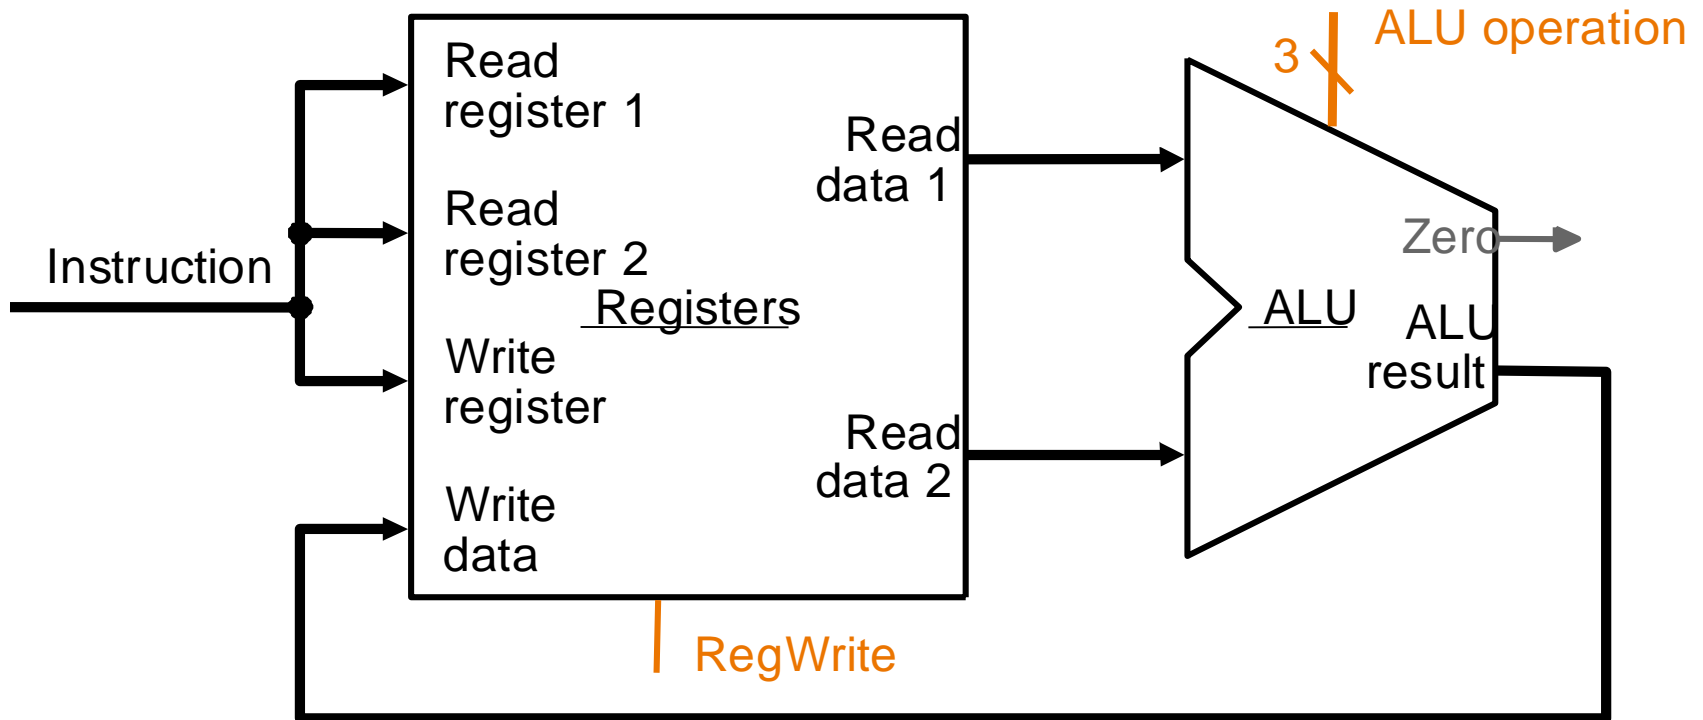 ALU operation
3
Read
register 1
Read
data 1
Read
register 2
Zero
Instruction
Registers
ALU
ALU
result
Write
register
Read
data 2
Write
data
RegWrite